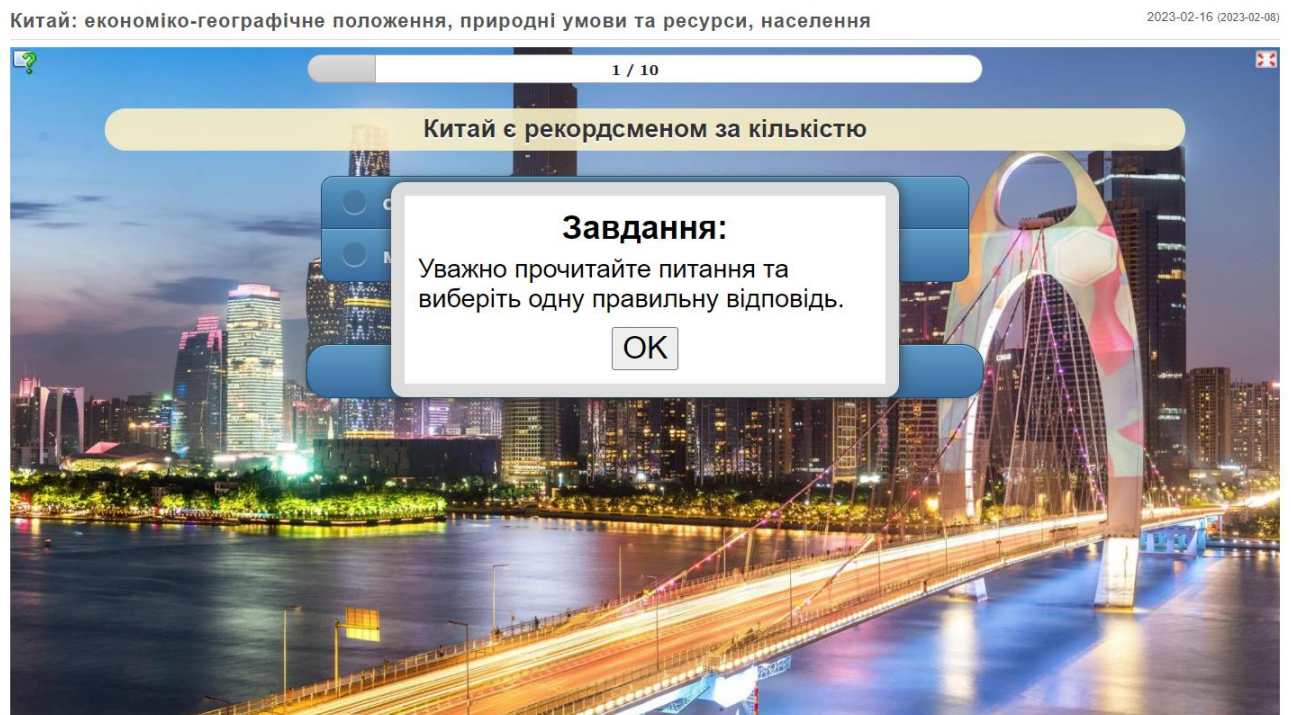 Китай: економіко-географічне положення, природні умови та ресурси, населення
2023-02-16 (2023-02-08)
1 / 10
Китай є рекордсменом за кількістю
Завдання:
Уважно прочитайте питання та
виберіть одну правильну відповідь.
OK